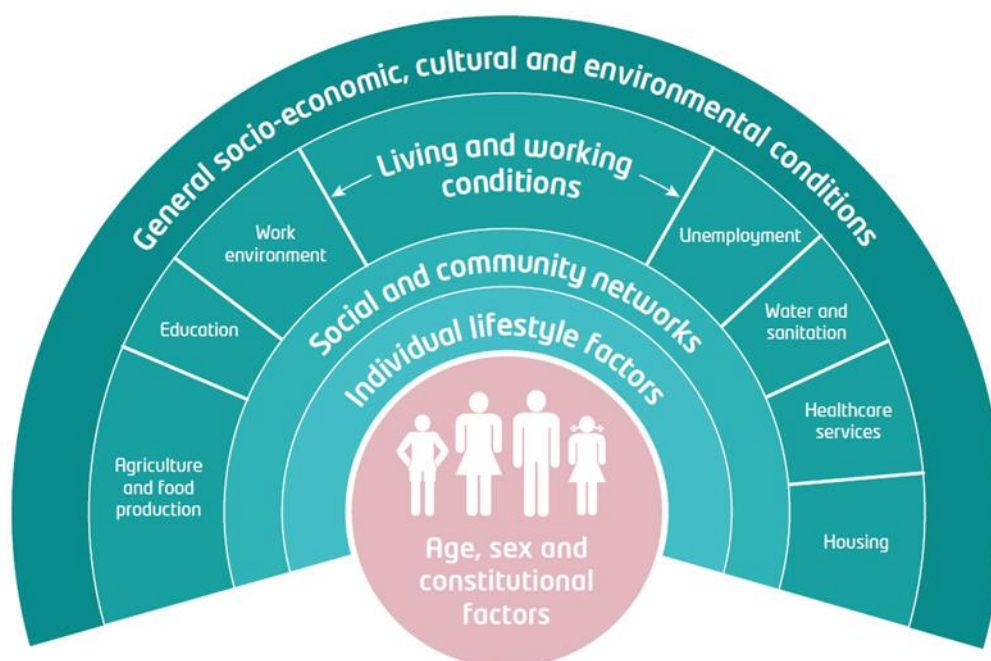 General socio-economic, cultural and environmental conditions
Living and working
conditions
Work
environment
Unemployment
Education
Water and
sanitation
Agriculture
and food
production
Healthcare
services
Housing
Social and community networks
Individual lifestyle factors
Age, sex and
constitutional
factors